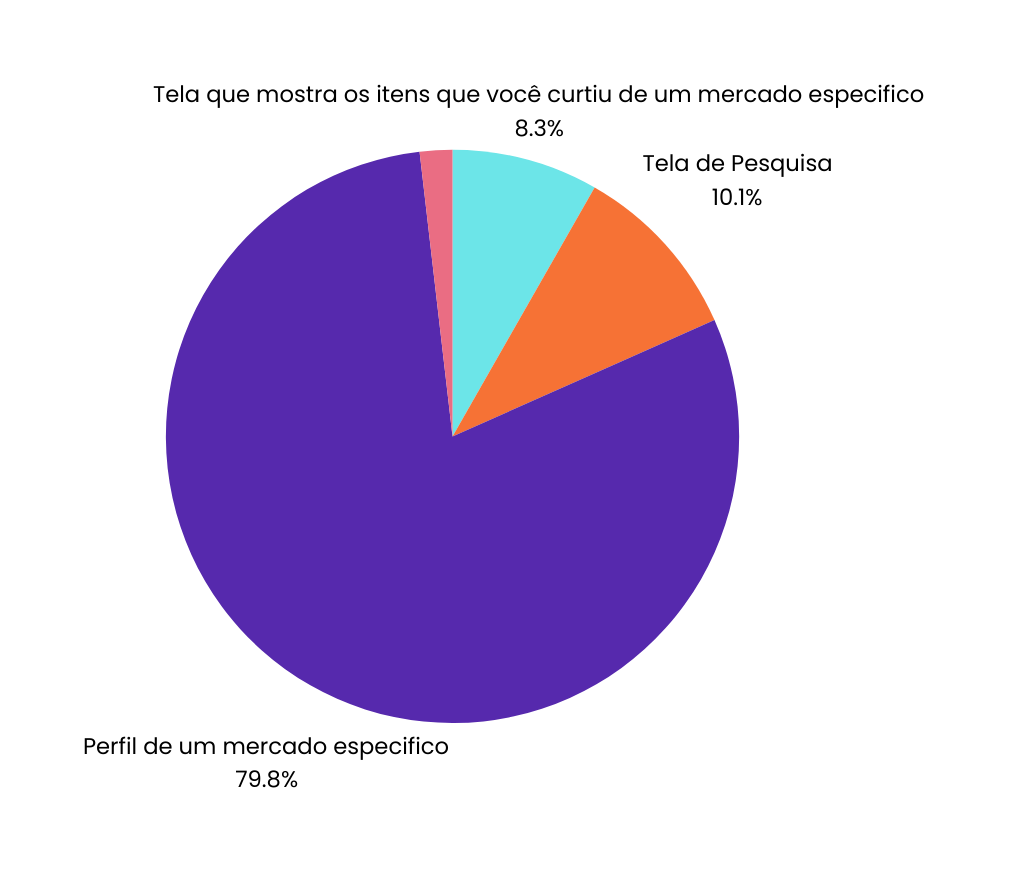 Tela que mostra os itens que você curtiu de um mercado especifico
8.3%
Tela de Pesquisa
10.1%
Perfil de um mercado especifico
79.8%